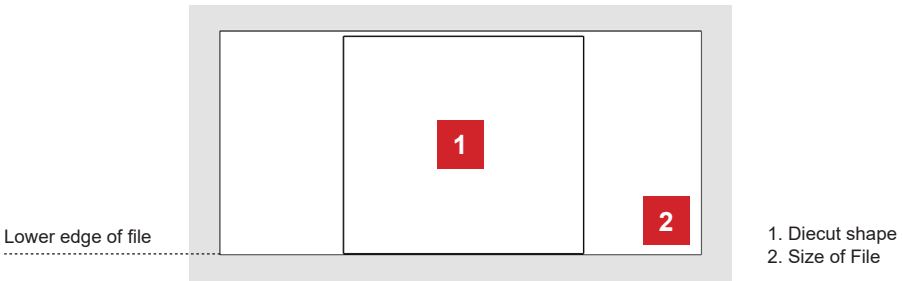 1
2
Lower edge of file
1. Diecut shape
2. Size of File